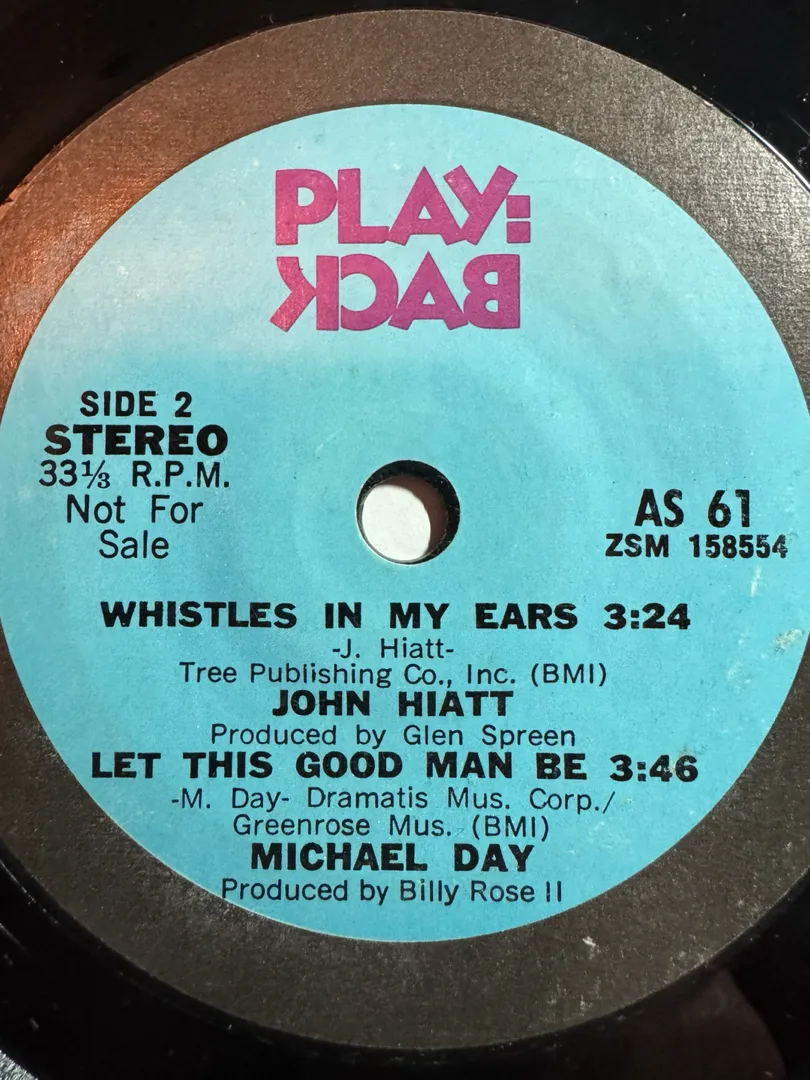 PLAY:
BACK
SIDE 2
STEREO
33⅓ R.P.M.
Not For
Sale
AS 61
ZSM 158554
WHISTLES IN MY EARS 3:24
-J. Hiatt-
Tree Publishing Co., Inc. (BMI)
JOHN HIATT
Produced by Glen Spreen
LET THIS GOOD MAN BE 3:46
-M. Day- Dramatis Mus. Corp./
Greenrose Mus. (BMI)
MICHAEL DAY
Produced by Billy Rose II